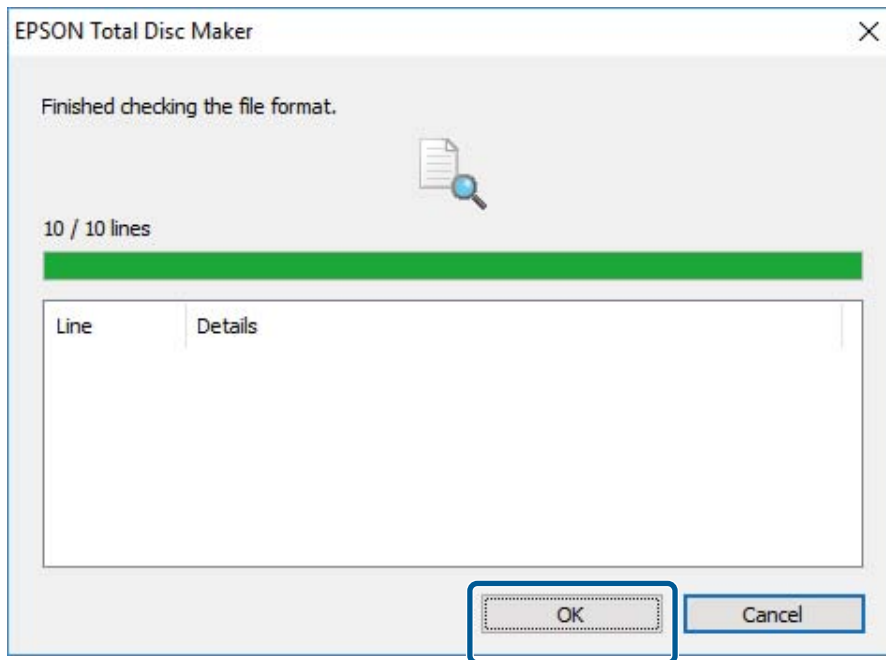 EPSON Total Disc Maker
Finished checking the file format.
10 / 10 lines
Line Details
OK Cancel